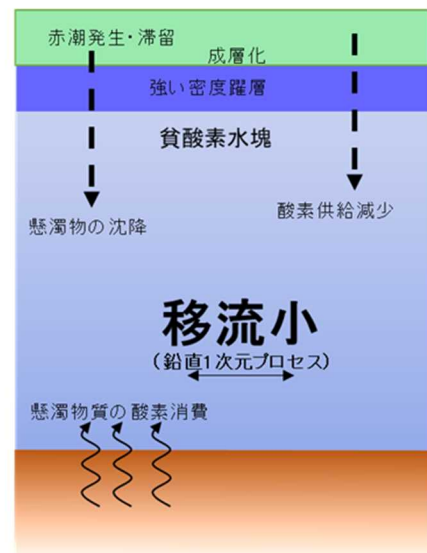 赤潮発生・滞留
成層化
強い密度躍層
貧酸素水塊
懸濁物の沈降
酸素供給減少
移流小
(鉛直1次元プロセス)
懸濁物質の酸素消費